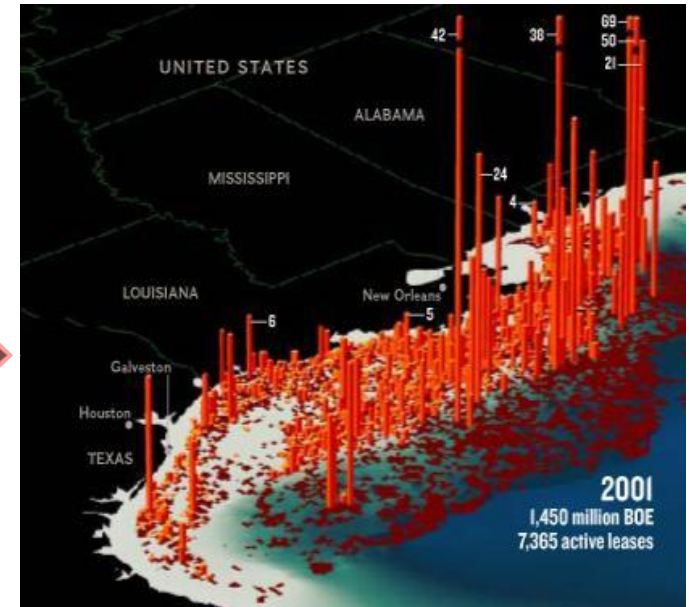 69
42
38
50
21
UNITED STATES
ALABAMA
24
MISSISSIPPI
4
LOUISIANA
New Orleans
5
6
Galveston
Houston
TEXAS
2001
1,450 million BOE
7,365 active leases